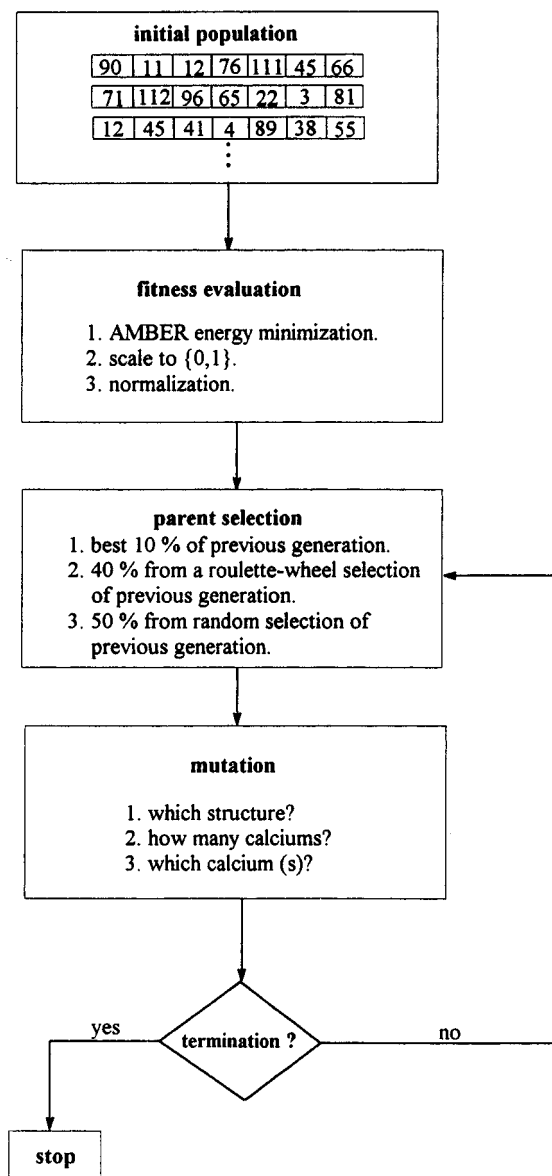 initial population
90 11 12 76 111 45 66
71 112 96 65 22 3 81
12 45 41 4 89 38 55
fitness evaluation
1. AMBER energy minimization.
2. scale to {0,1}.
3. normalization.
parent selection
1. best 10 % of previous generation.
2. 40 % from a roulette-wheel selection
of previous generation.
3. 50 % from random selection of
previous generation.
mutation
1. which structure?
2. how many calciums?
3. which calcium (s)?
termination ?
yes
no
stop